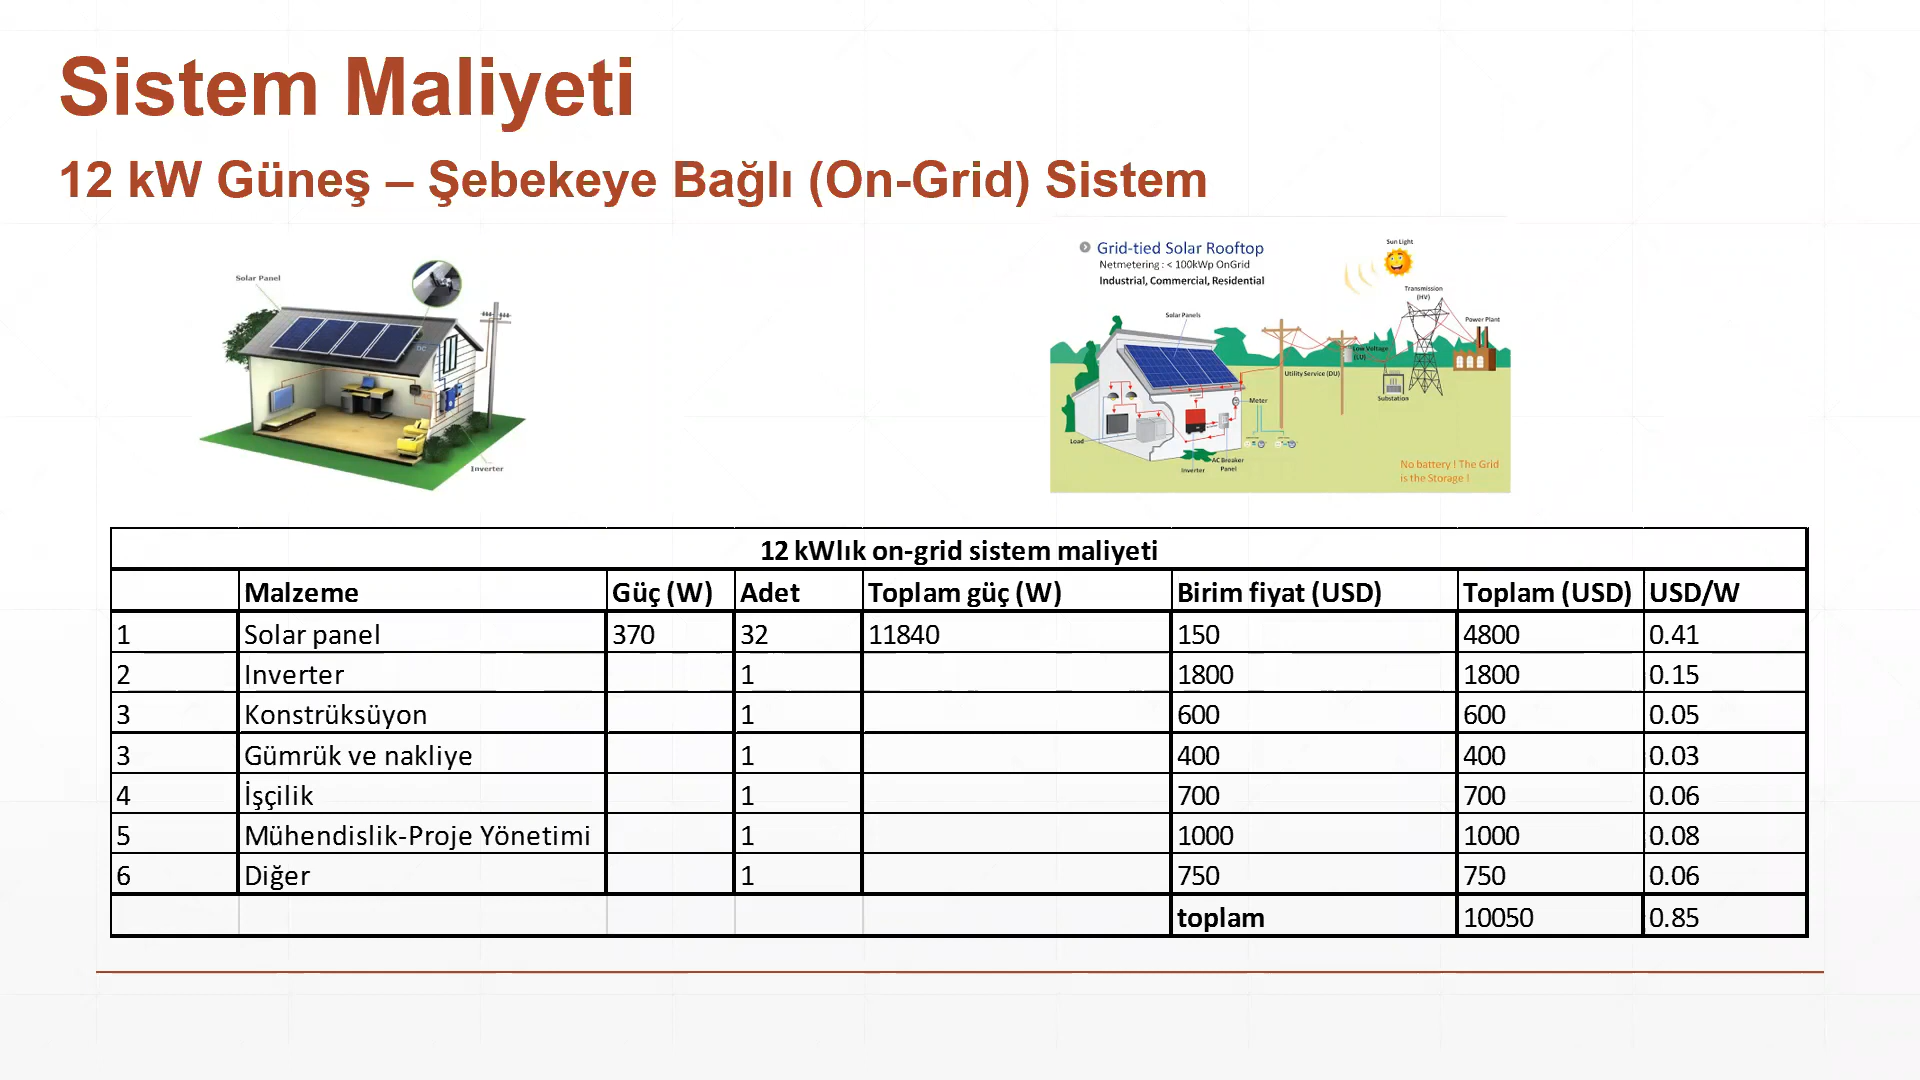 Sistem Maliyeti
12 kW Güneş – Şebekeye Bağlı (On-Grid) Sistem
Solar Panel
Inverter
Grid-tied Solar Rooftop
Netmetering : < 100kWp OnGrid
Industrial, Commercial, Residential
Sun Light
Transmission
(HV)
Power Plant
Solar Panels
Low Voltage
(LV)
Utility Service (DU)
Substation
Meter
Load
Inverter
AC Breaker
Panel
No battery ! The Grid
is the Storage !
12 kWlık on-grid sistem maliyeti
Malzeme Güç (W) Adet Toplam güç (W) Birim fiyat (USD) Toplam (USD) USD/W
1 Solar panel 370 32 11840 150 4800 0.41
2 Inverter 1 1800 1800 0.15
3 Konstrüksüyon 1 600 600 0.05
3 Gümrük ve nakliye 1 400 400 0.03
4 İşçilik 1 700 700 0.06
5 Mühendislik-Proje Yönetimi 1 1000 1000 0.08
6 Diğer 1 750 750 0.06
toplam 10050 0.85